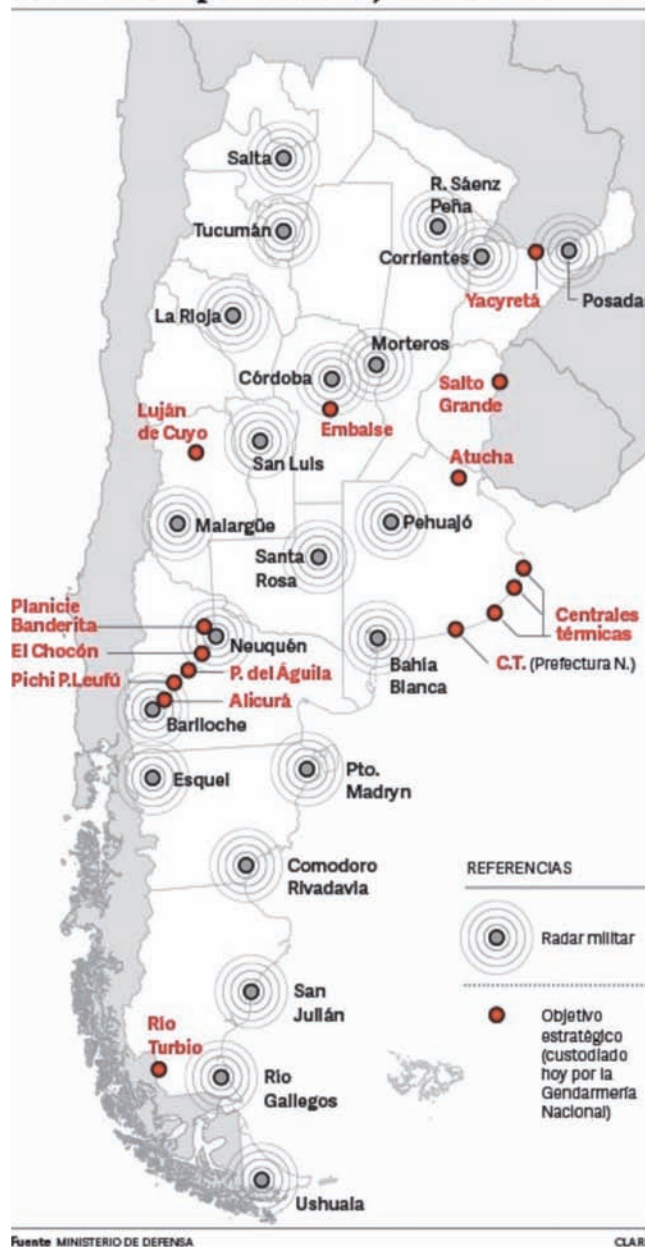 Salta
R. Sáenz
Peña
Tucumán
Corrientes
Yacyretá
Posada
La Rioja
Morteros
Córdoba
Salto
Grande
Luján
de Cuyo
Embalse
San Luis
Atucha
Malargüe
Pehuajó
Santa
Rosa
Planicie
Banderita
Centrales
térmicas
El Chocón
Neuquén
C.T. (Prefectura N.)
Bahía
Blanca
Pichi P.Leufú
P. del Águila
Alicurá
Bariloche
Esquel
Pto.
Madryn
Comodoro
Rivadavia
REFERENCIAS
Radar militar
San
Julián
Río
Turbio
Objetivo
estratégico
(custodiado
hoy por la
Gendarmería
Nacional)
Río
Gallegos
Ushuaia
Fuente MINISTERIO DE DEFENSA
CLAR